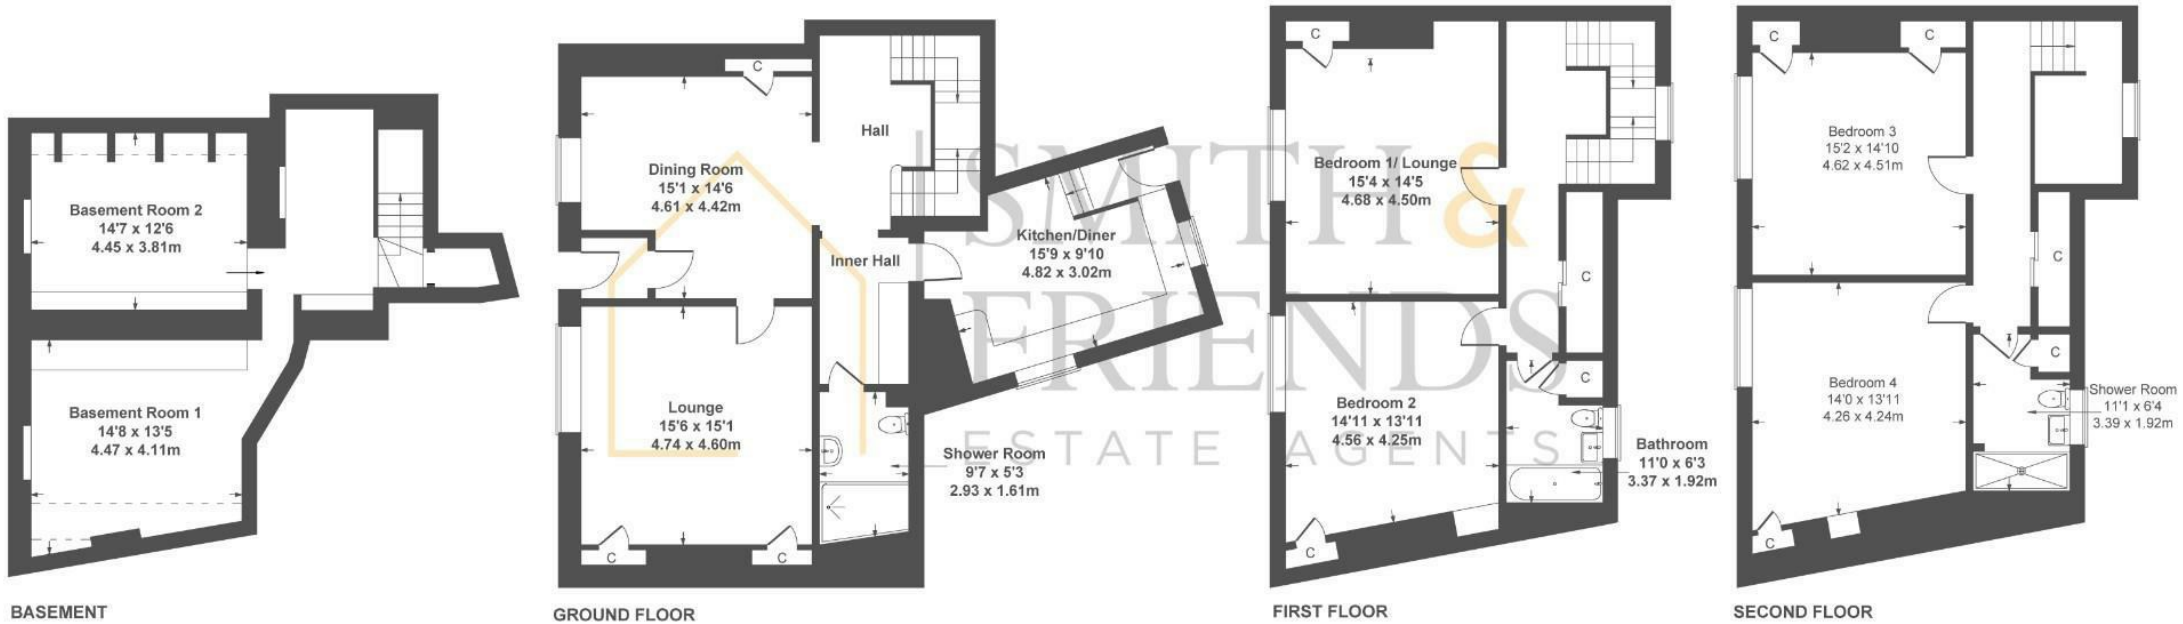 Basement Room 2
14'7 x 12'6
4.45 x 3.81m
Basement Room 1
14'8 x 13'5
4.47 x 4.11m
BASEMENT
C
Hall
Dining Room
15'1 x 14'6
4.61 x 4.42m
Inner Hall
Kitchen/Diner
15'9 x 9'10
4.82 x 3.02m
Lounge
15'6 x 15'1
4.74 x 4.60m
Shower Room
9'7 x 5'3
2.93 x 1.61m
C
C
GROUND FLOOR
C
Bedroom 1/ Lounge
15'4 x 14'5
4.68 x 4.50m
C
C
Bedroom 2
14'11 x 13'11
4.56 x 4.25m
Bathroom
11'0 x 6'3
3.37 x 1.92m
C
FIRST FLOOR
C
C
Bedroom 3
15'2 x 14'10
4.62 x 4.51m
C
C
Bedroom 4
14'0 x 13'11
4.26 x 4.24m
Shower Room
11'1 x 6'4
3.39 x 1.92m
C
SECOND FLOOR
SMITH &
FRIENDS
ESTATE AGENTS